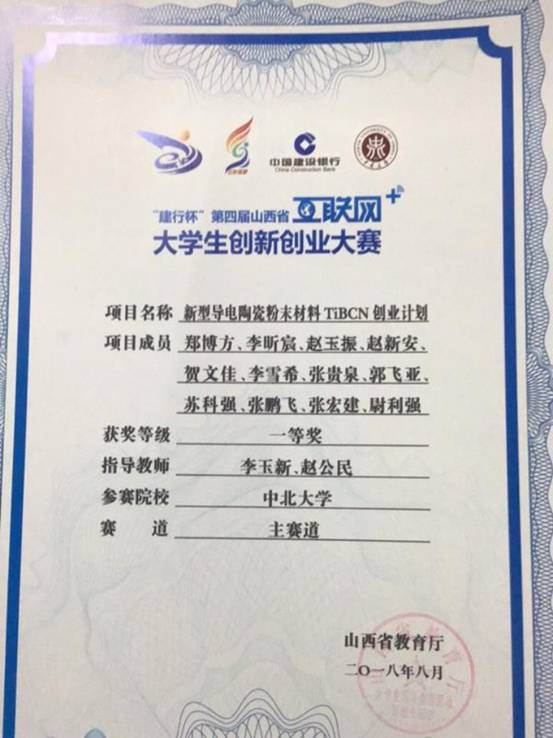 中国建设银行
China Construction Bank
“建行杯”第四届山西省互联网+
大学生创新创业大赛
项目名称 新型导电陶瓷粉末材料TiBCN创业计划
项目成员 郑博方、李昕宸、赵玉振、赵新安、
贺文佳、李雪希、张贵泉、郭飞亚、
苏科强、张鹏飞、张宏建、尉利强
获奖等级 一等奖
指导教师 李玉新、赵公民
参赛院校 中北大学
赛 道 主赛道
山西省教育厅
二〇一八年八月